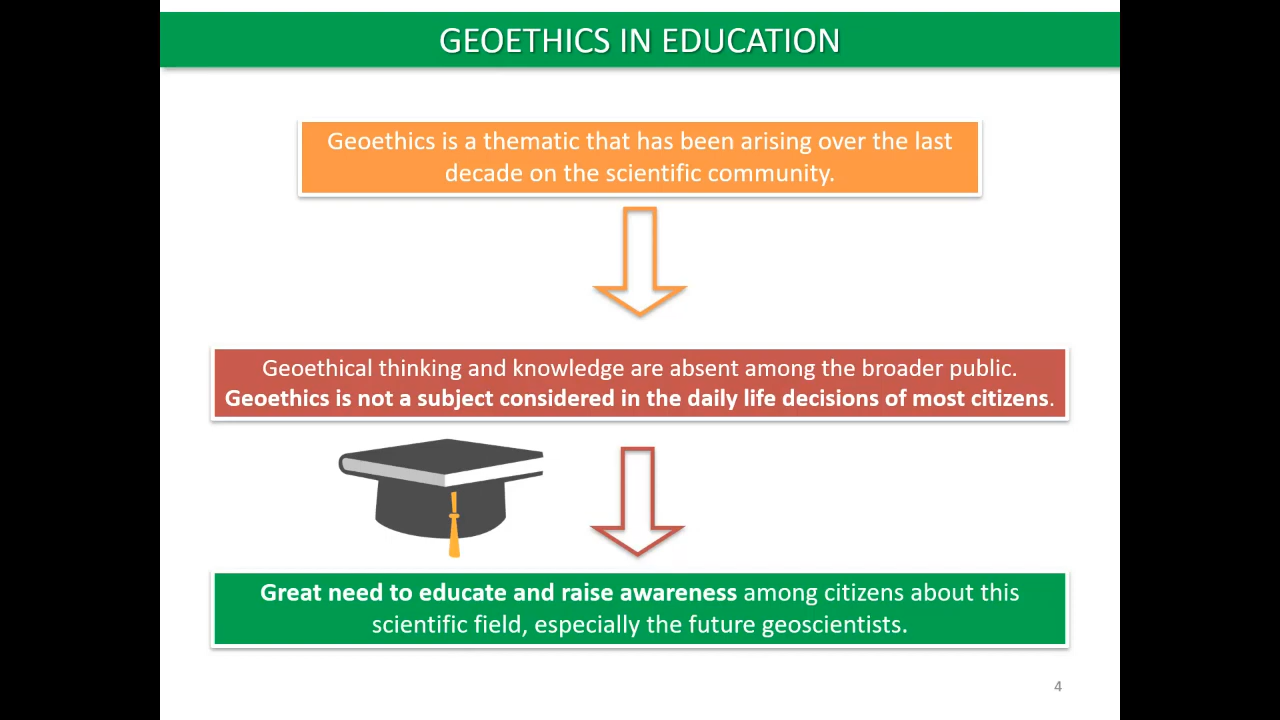 GEOETHICS IN EDUCATION
Geoethics is a thematic that has been arising over the last
decade on the scientific community.
Geoethical thinking and knowledge are absent among the broader public.
Geoethics is not a subject considered in the daily life decisions of most citizens.
Great need to educate and raise awareness among citizens about this
scientific field, especially the future geoscientists.
4